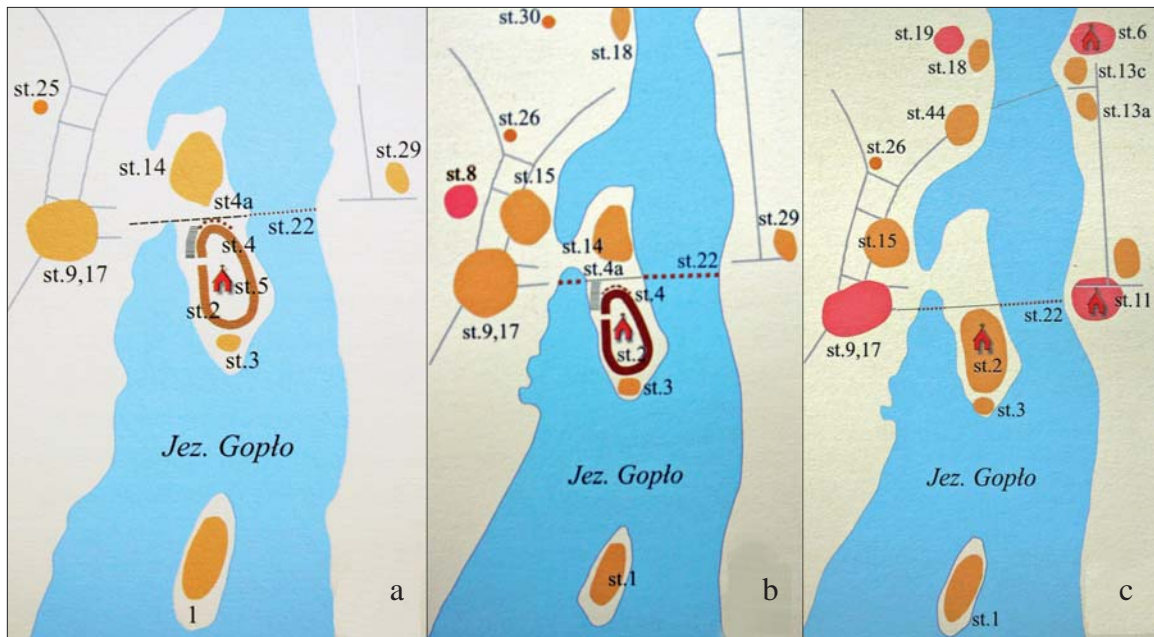 st.25
st.14
st.29
st4a
st.22
st.4
st.9,17
st.5
st.2
st.3
Jez. Gopło
1
a
st.30
st.18
st.26
st.8
st.15
st.29
st.14
st.4a
st.22
st.4
st.9,17
st.2
st.3
Jez. Gopło
st.1
b
st.19
st.6
st.18
st.13c
st.44
st.13a
st.26
st.15
st.11
st.22
st.9,17
st.2
st.3
Jez. Gopło
st.1
c